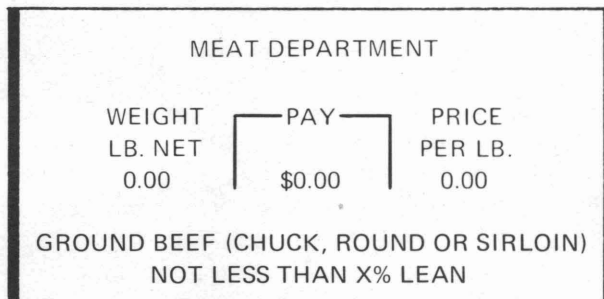 MEAT DEPARTMENT
WEIGHT PAY PRICE
LB. NET PER LB.
0.00 $0.00 0.00
GROUND BEEF (CHUCK, ROUND OR SIRLOIN)
NOT LESS THAN X% LEAN